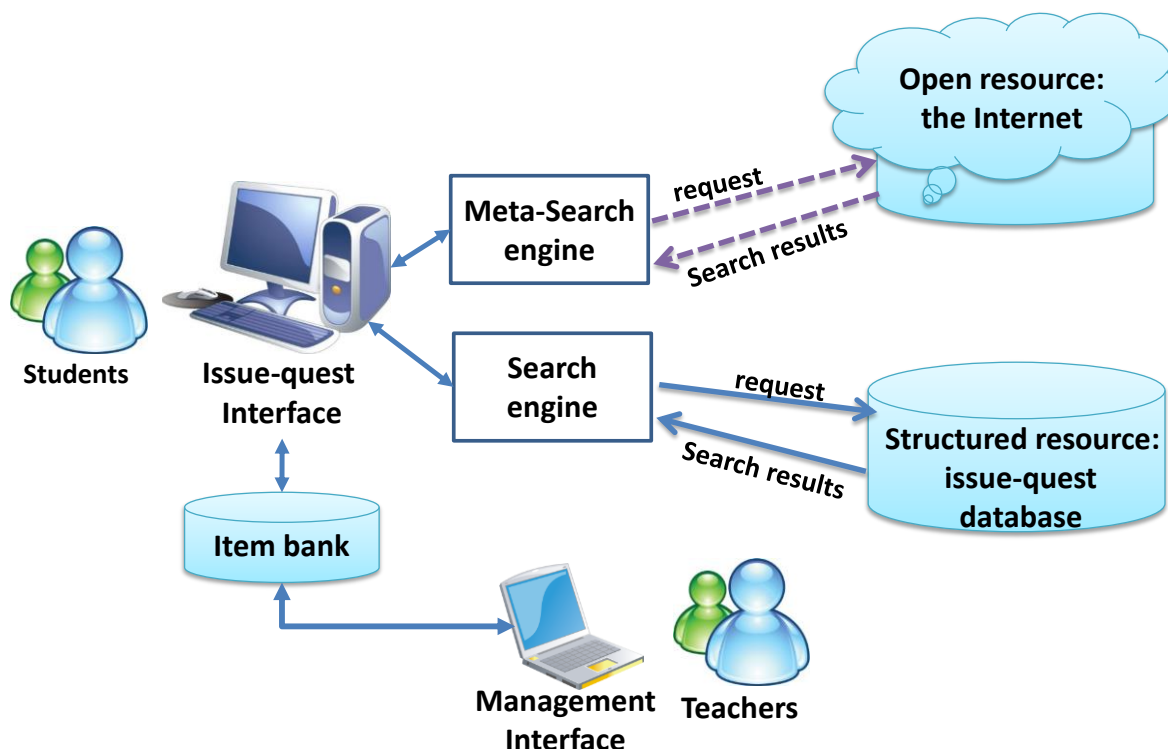 Open resource:
the Internet
request
Meta-Search
engine
Search results
Students
Issue-quest
Interface
Search
engine
request
Search results
Structured resource:
issue-quest
database
Item bank
Management
Interface
Teachers